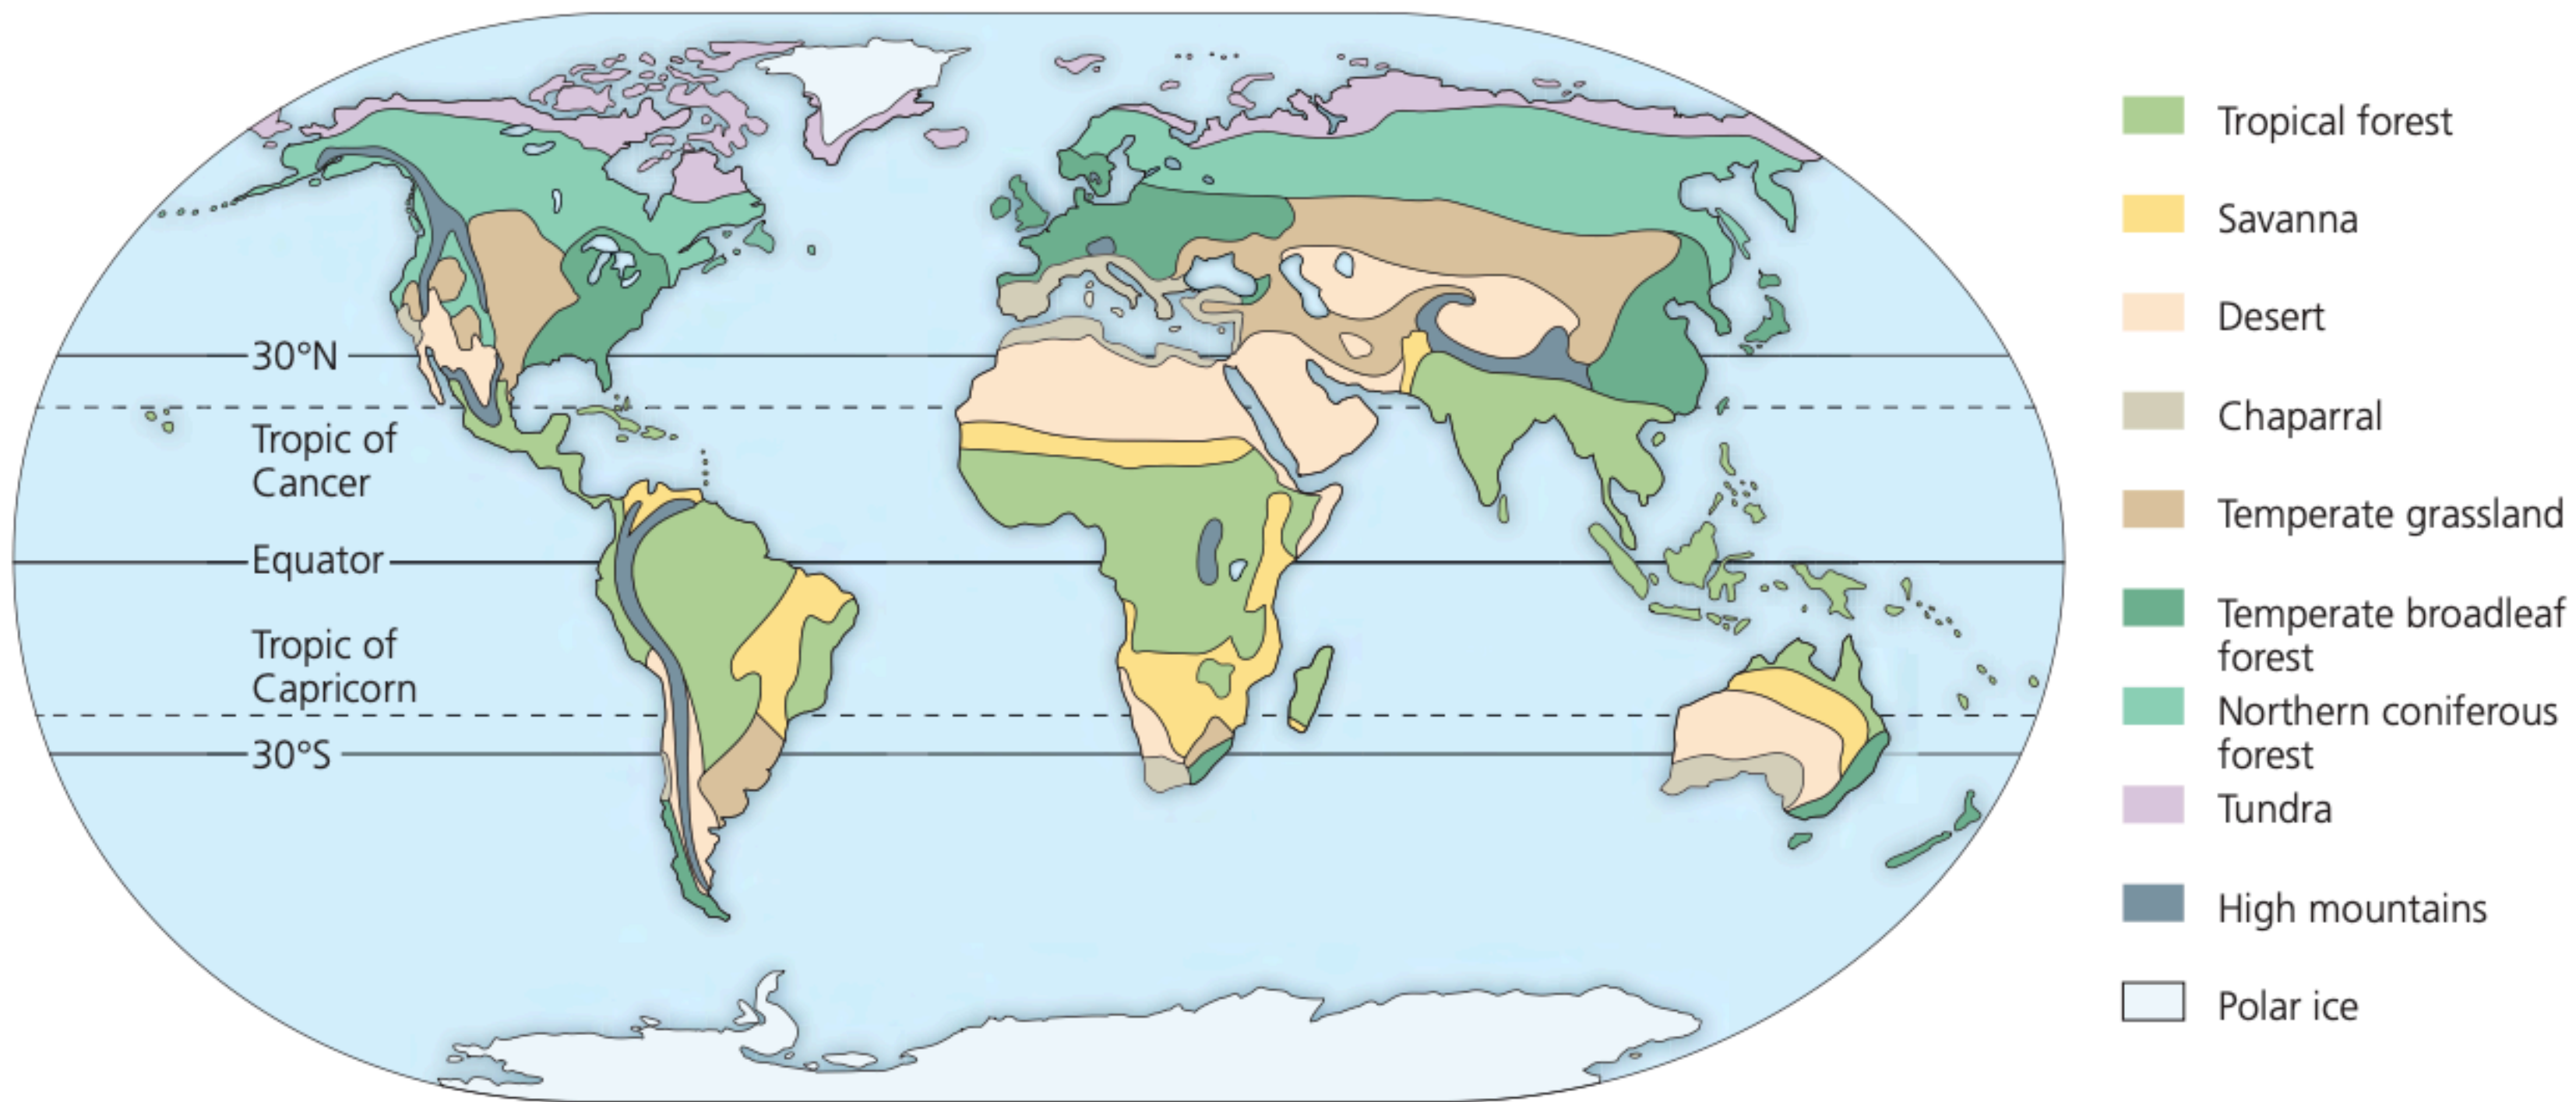 30°N
Tropic of
Cancer
Equator
Tropic of
Capricorn
30°S
Tropical forest
Savanna
Desert
Chaparral
Temperate grassland
Temperate broadleaf
forest
Northern coniferous
forest
Tundra
High mountains
Polar ice